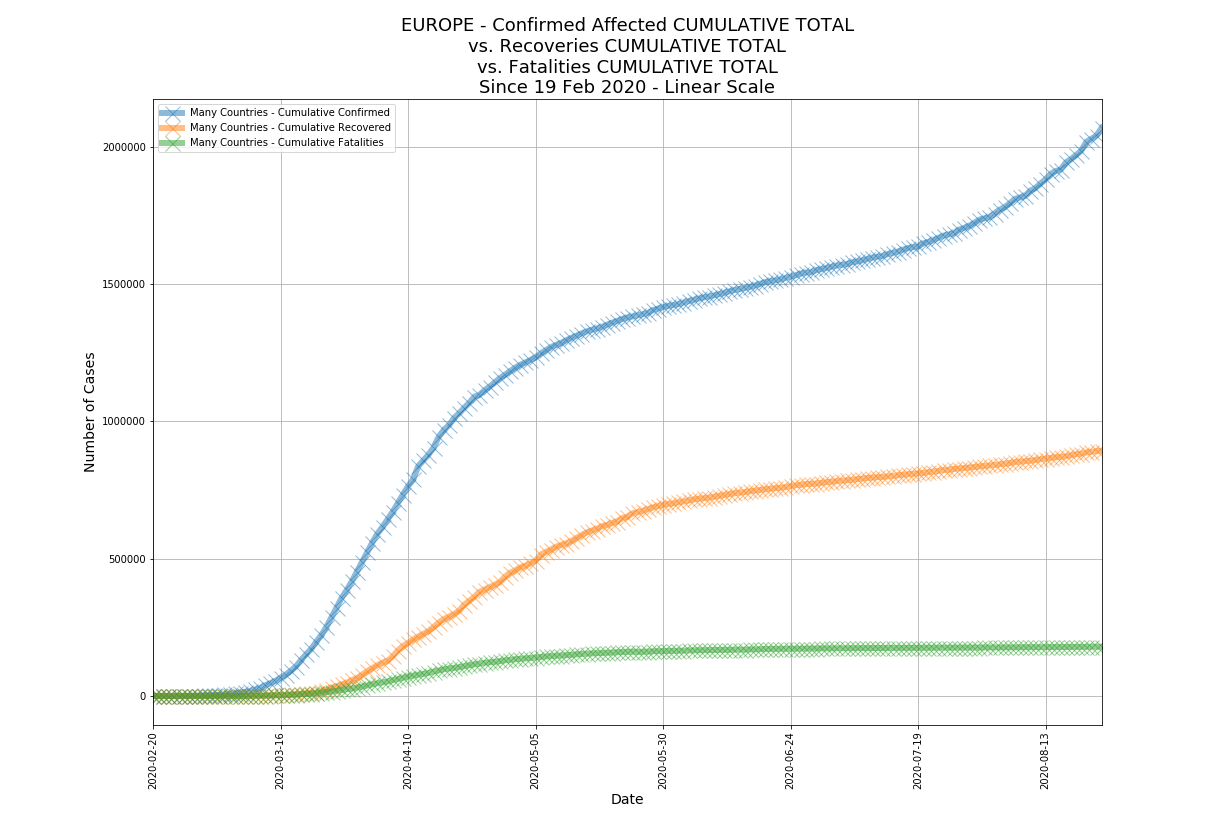 EUROPE - Confirmed Affected CUMULATIVE TOTAL
vs. Recoveries CUMULATIVE TOTAL
vs. Fatalities CUMULATIVE TOTAL
Since 19 Feb 2020 - Linear Scale
Many Countries - Cumulative Confirmed
Many Countries - Cumulative Recovered
Many Countries - Cumulative Fatalities
Number of Cases
2000000
1500000
1000000
500000
0
2020-02-20
2020-03-16
2020-04-10
2020-05-05
2020-05-30
2020-06-24
2020-07-19
2020-08-13
Date